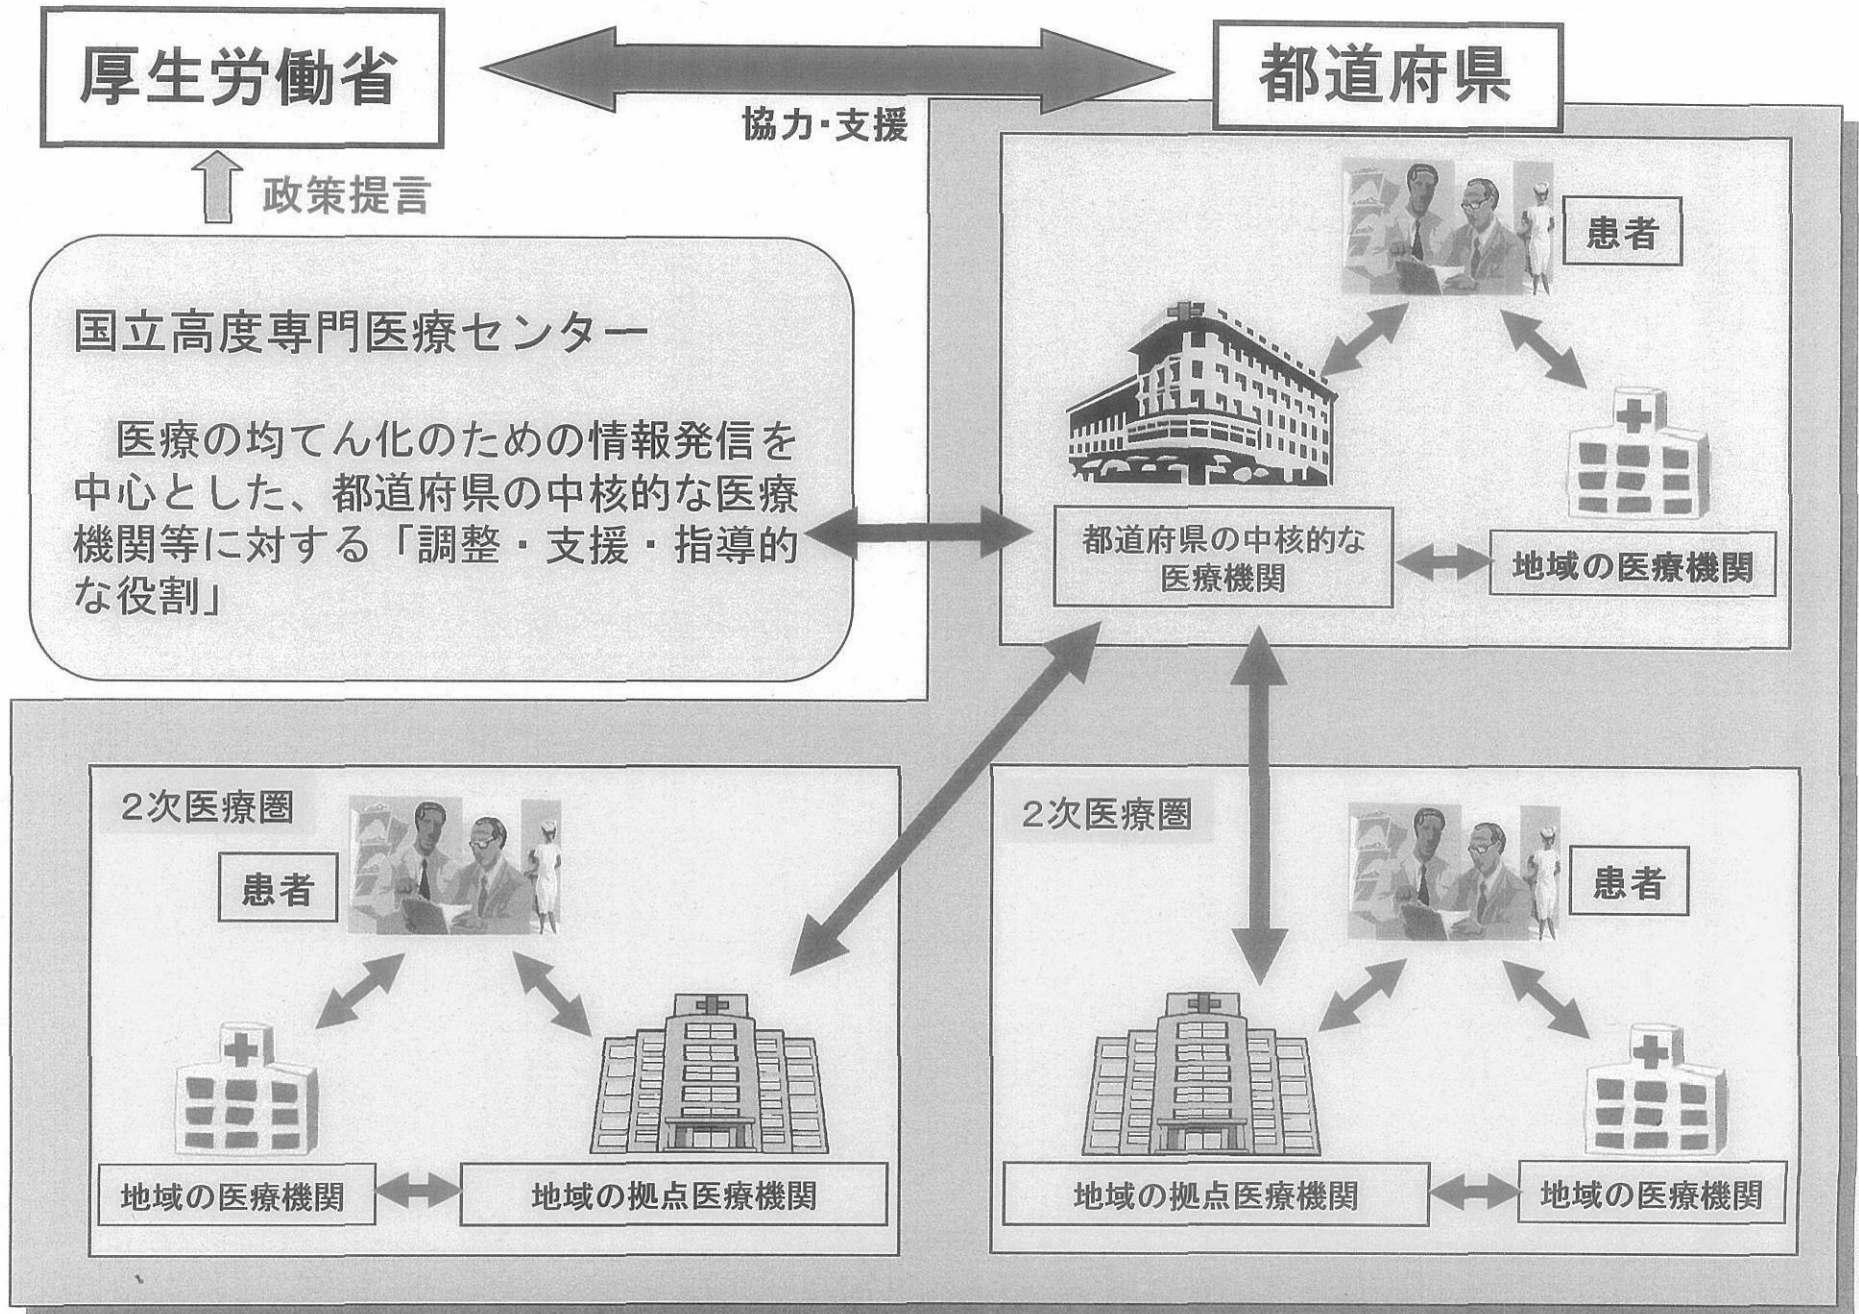 厚生労働省
都道府県
協力・支援
政策提言
国立高度専門医療センター
医療の均てん化のための情報発信を
中心とした、都道府県の中核的な医療
機関等に対する「調整・支援・指導的
な役割」
患者
都道府県の中核的な
医療機関
地域の医療機関
2次医療圏
患者
地域の医療機関
地域の拠点医療機関
2次医療圏
患者
地域の拠点医療機関
地域の医療機関